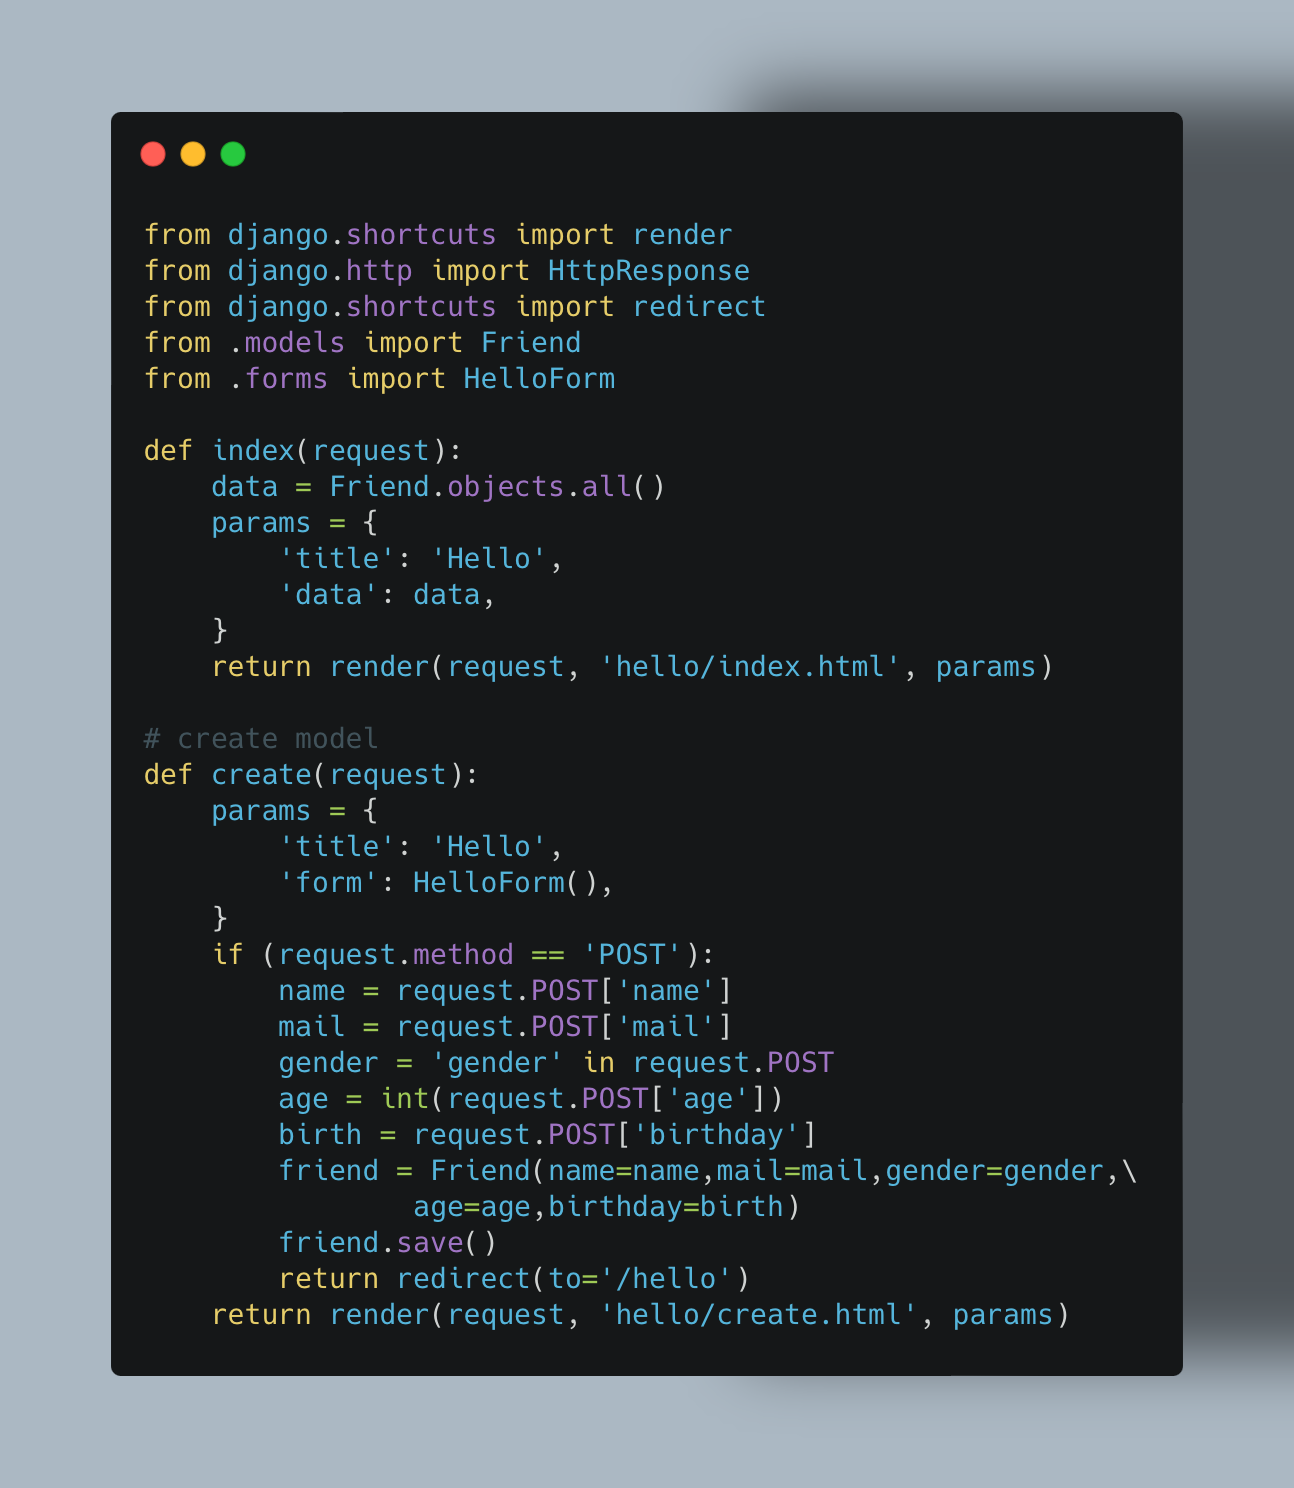 from django.shortcuts import render
from django.http import HttpResponse
from django.shortcuts import redirect
from .models import Friend
from .forms import HelloForm

def index(request):
    data = Friend.objects.all()
    params = {
        'title': 'Hello',
        'data': data,
    }
    return render(request, 'hello/index.html', params)

# create model
def create(request):
    params = {
        'title': 'Hello',
        'form': HelloForm(),
    }
    if (request.method == 'POST'):
        name = request.POST['name']
        mail = request.POST['mail']
        gender = 'gender' in request.POST
        age = int(request.POST['age'])
        birth = request.POST['birthday']
        friend = Friend(name=name,mail=mail,gender=gender,\
                age=age,birthday=birth)
        friend.save()
        return redirect(to='/hello')
    return render(request, 'hello/create.html', params)